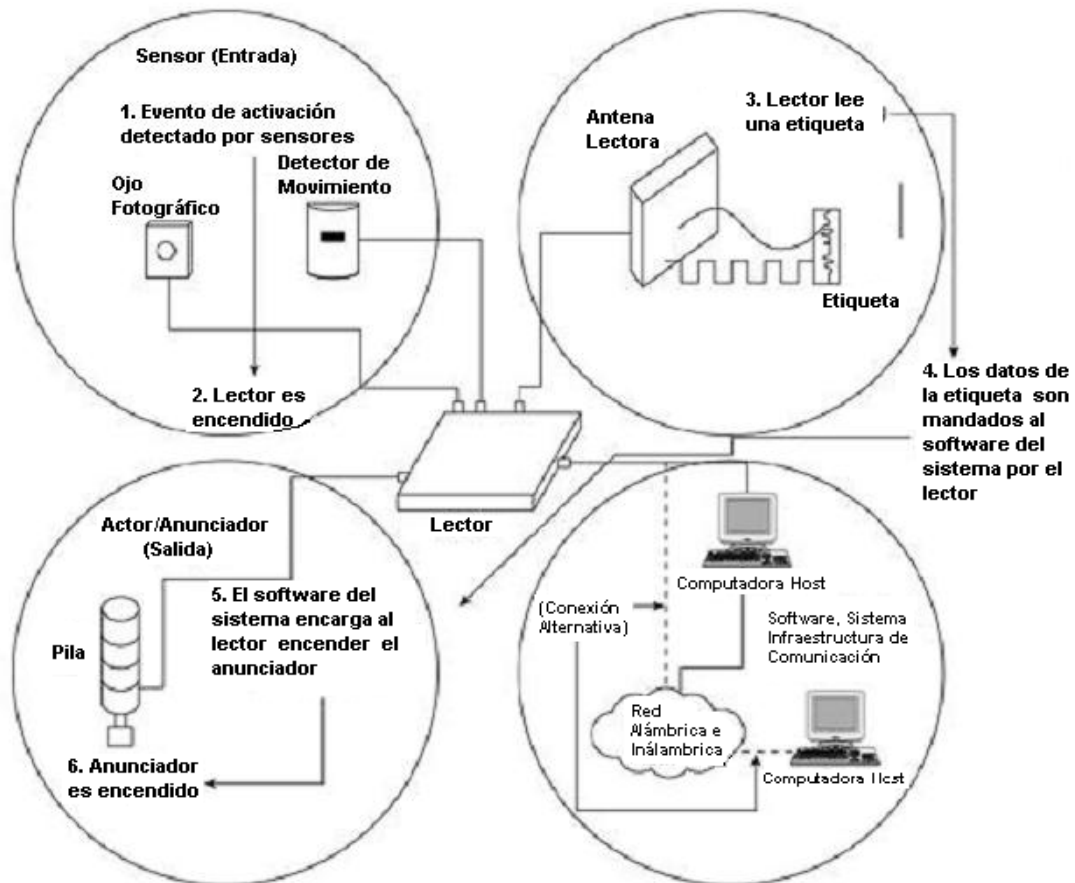 Sensor (Entrada)
1. Evento de activación
detectado por sensores
Ojo
Fotográfico
Detector de
Movimiento
2. Lector es
encendido
Antena
Lectora
3. Lector lee
una etiqueta
Etiqueta
4. Los datos de
la etiqueta son
mandados al
software del
sistema por el
lector
Lector
Actor/Anunciador
(Salida)
5. El software del
sistema encarga al
lector encender el
anunciador
Pila
6. Anunciador
es encendido
Computadora Host
(Conexión
Alternativa)
Software, Sistema
Infraestructura de
Comunicación
Red
Alámbrica e
Inálambrica
Computadora Host